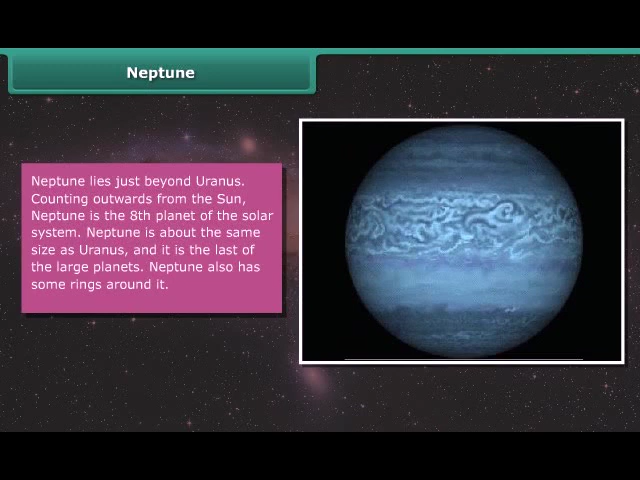 Neptune
Neptune lies just beyond Uranus.
Counting outwards from the Sun,
Neptune is the 8th planet of the solar
system. Neptune is about the same
size as Uranus, and it is the last of
the large planets. Neptune also has
some rings around it.